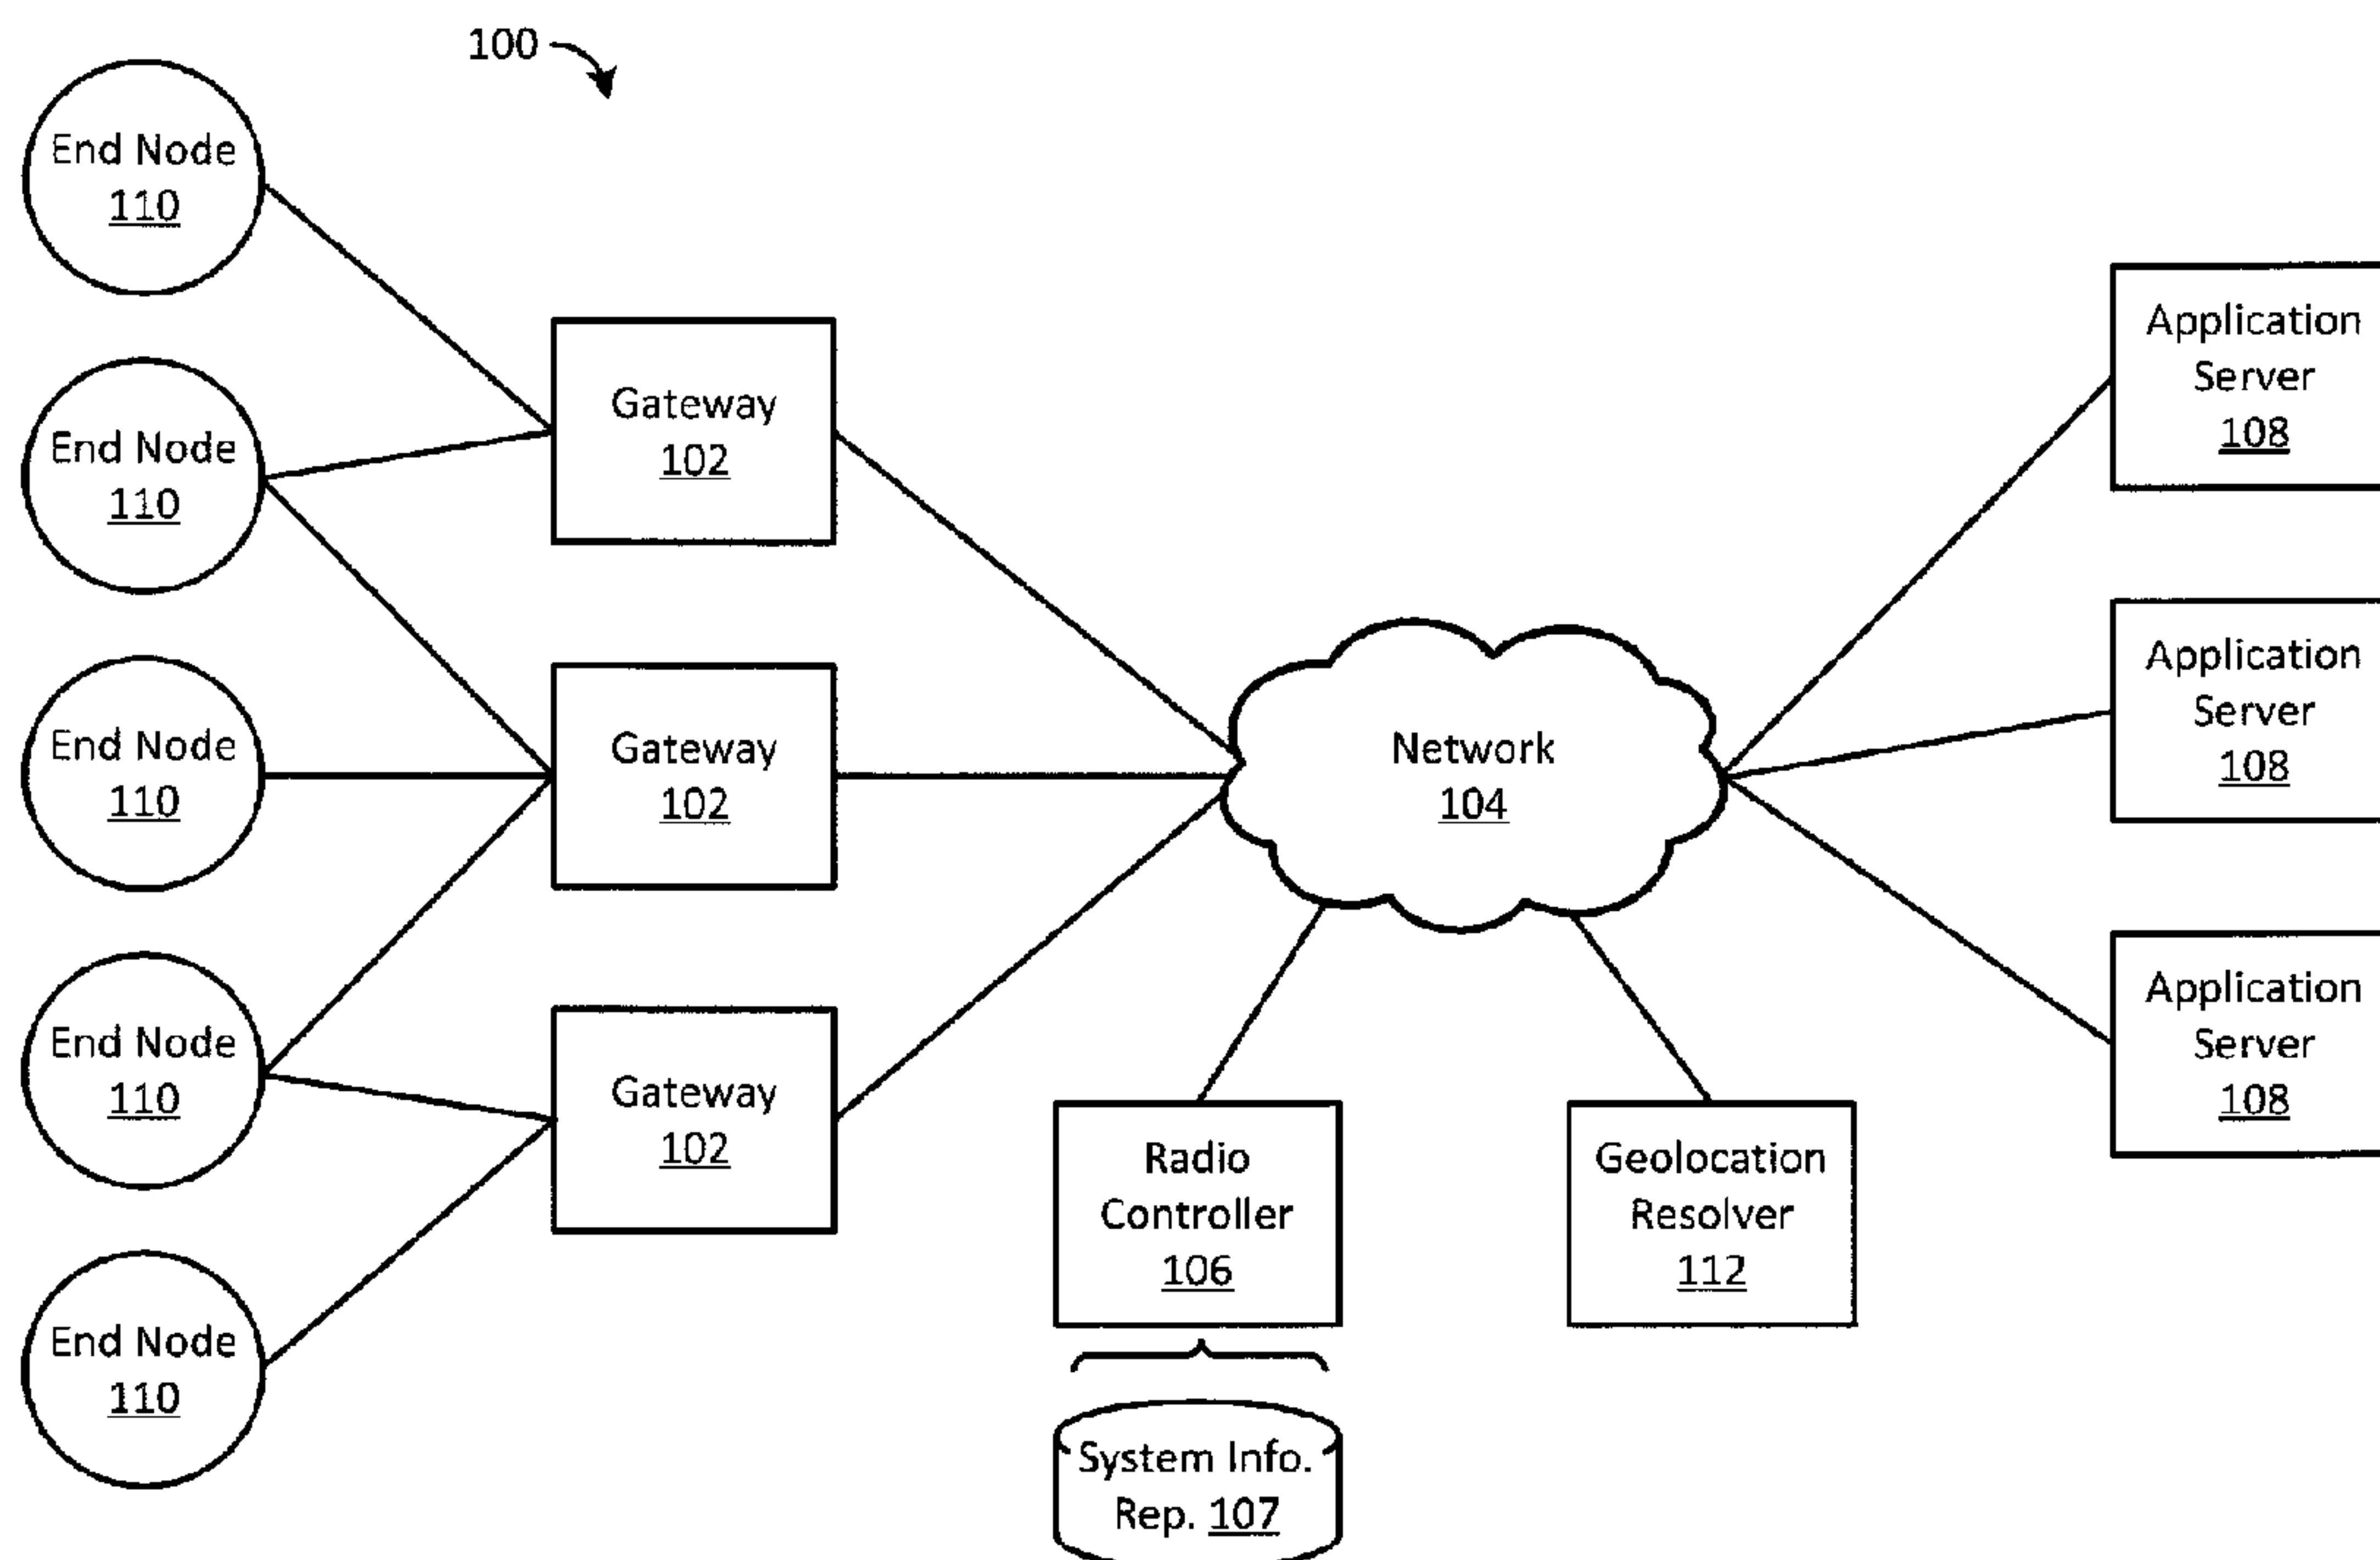 100
End Node
110
End Node
110
End Node
110
End Node
110
End Node
110
Gateway
102
Gateway
102
Gateway
102
Network
104
Radio
Controller
106
System Info.
Rep. 107
Geolocation
Resolver
112
Application
Server
108
Application
Server
108
Application
Server
108